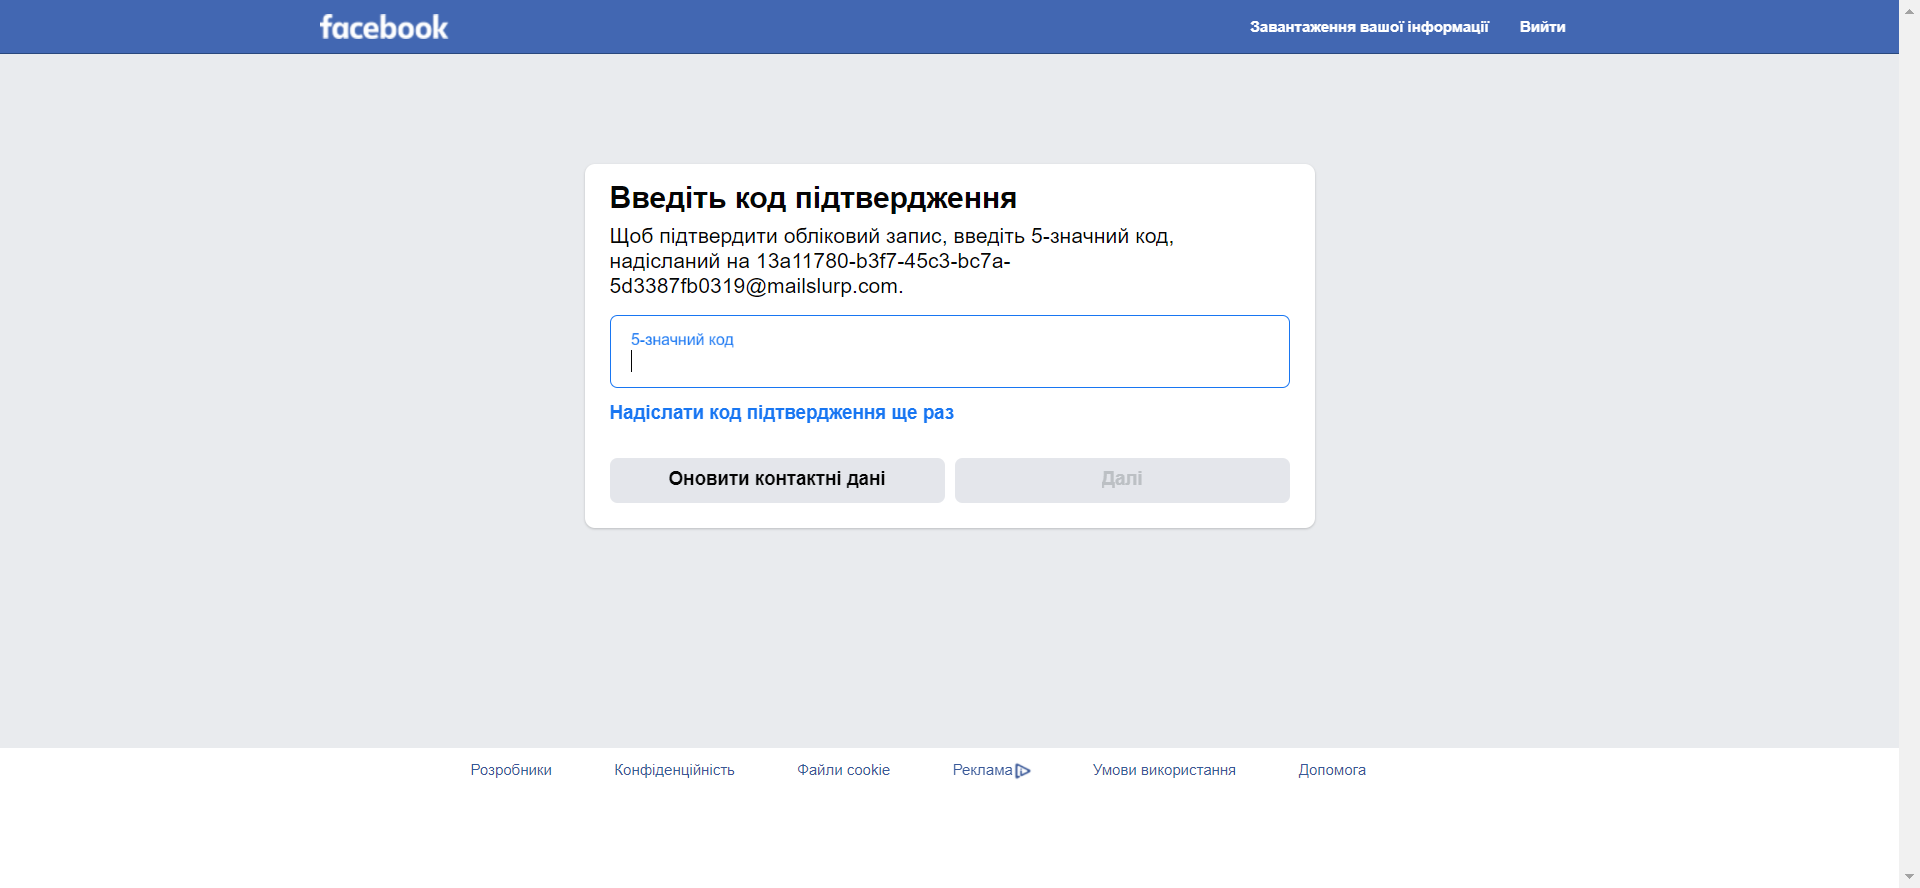 facebook
Завантаження вашої інформації
Вийти
Введіть код підтвердження
Щоб підтвердити обліковий запис, введіть 5-значний код,
надісланий на 13a11780-b3f7-45c3-bc7a-
5d3387fb0319@mailslurp.com.
5-значний код
Надіслати код підтвердження ще раз
Оновити контактні дані
Далі
Розробники
Конфіденційність
Файли cookie
Реклама
Умови використання
Допомога